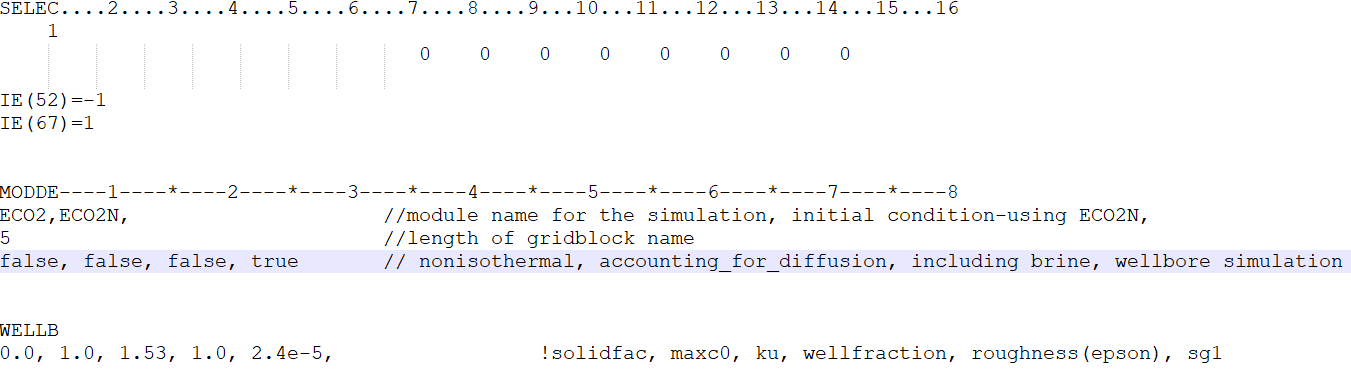 SELEC....2....3....4....5....6....7....8....9...10...11...12...13...14...15...16
1
0 0 0 0 0 0 0 0
IE(52)=-1
IE(67)=1
MODDE----1----*----2----*----3----*----4----*----5----*----6----*----7----*----8
ECO2,ECO2N, //module name for the simulation, initial condition-using ECO2N,
5 //length of gridblock name
false, false, false, true // nonisothermal, accounting_for_diffusion, including brine, wellbore simulation
WELLB
0.0, 1.0, 1.53, 1.0, 2.4e-5, !solidfac, maxc0, ku, wellfraction, roughness(epson), sg1